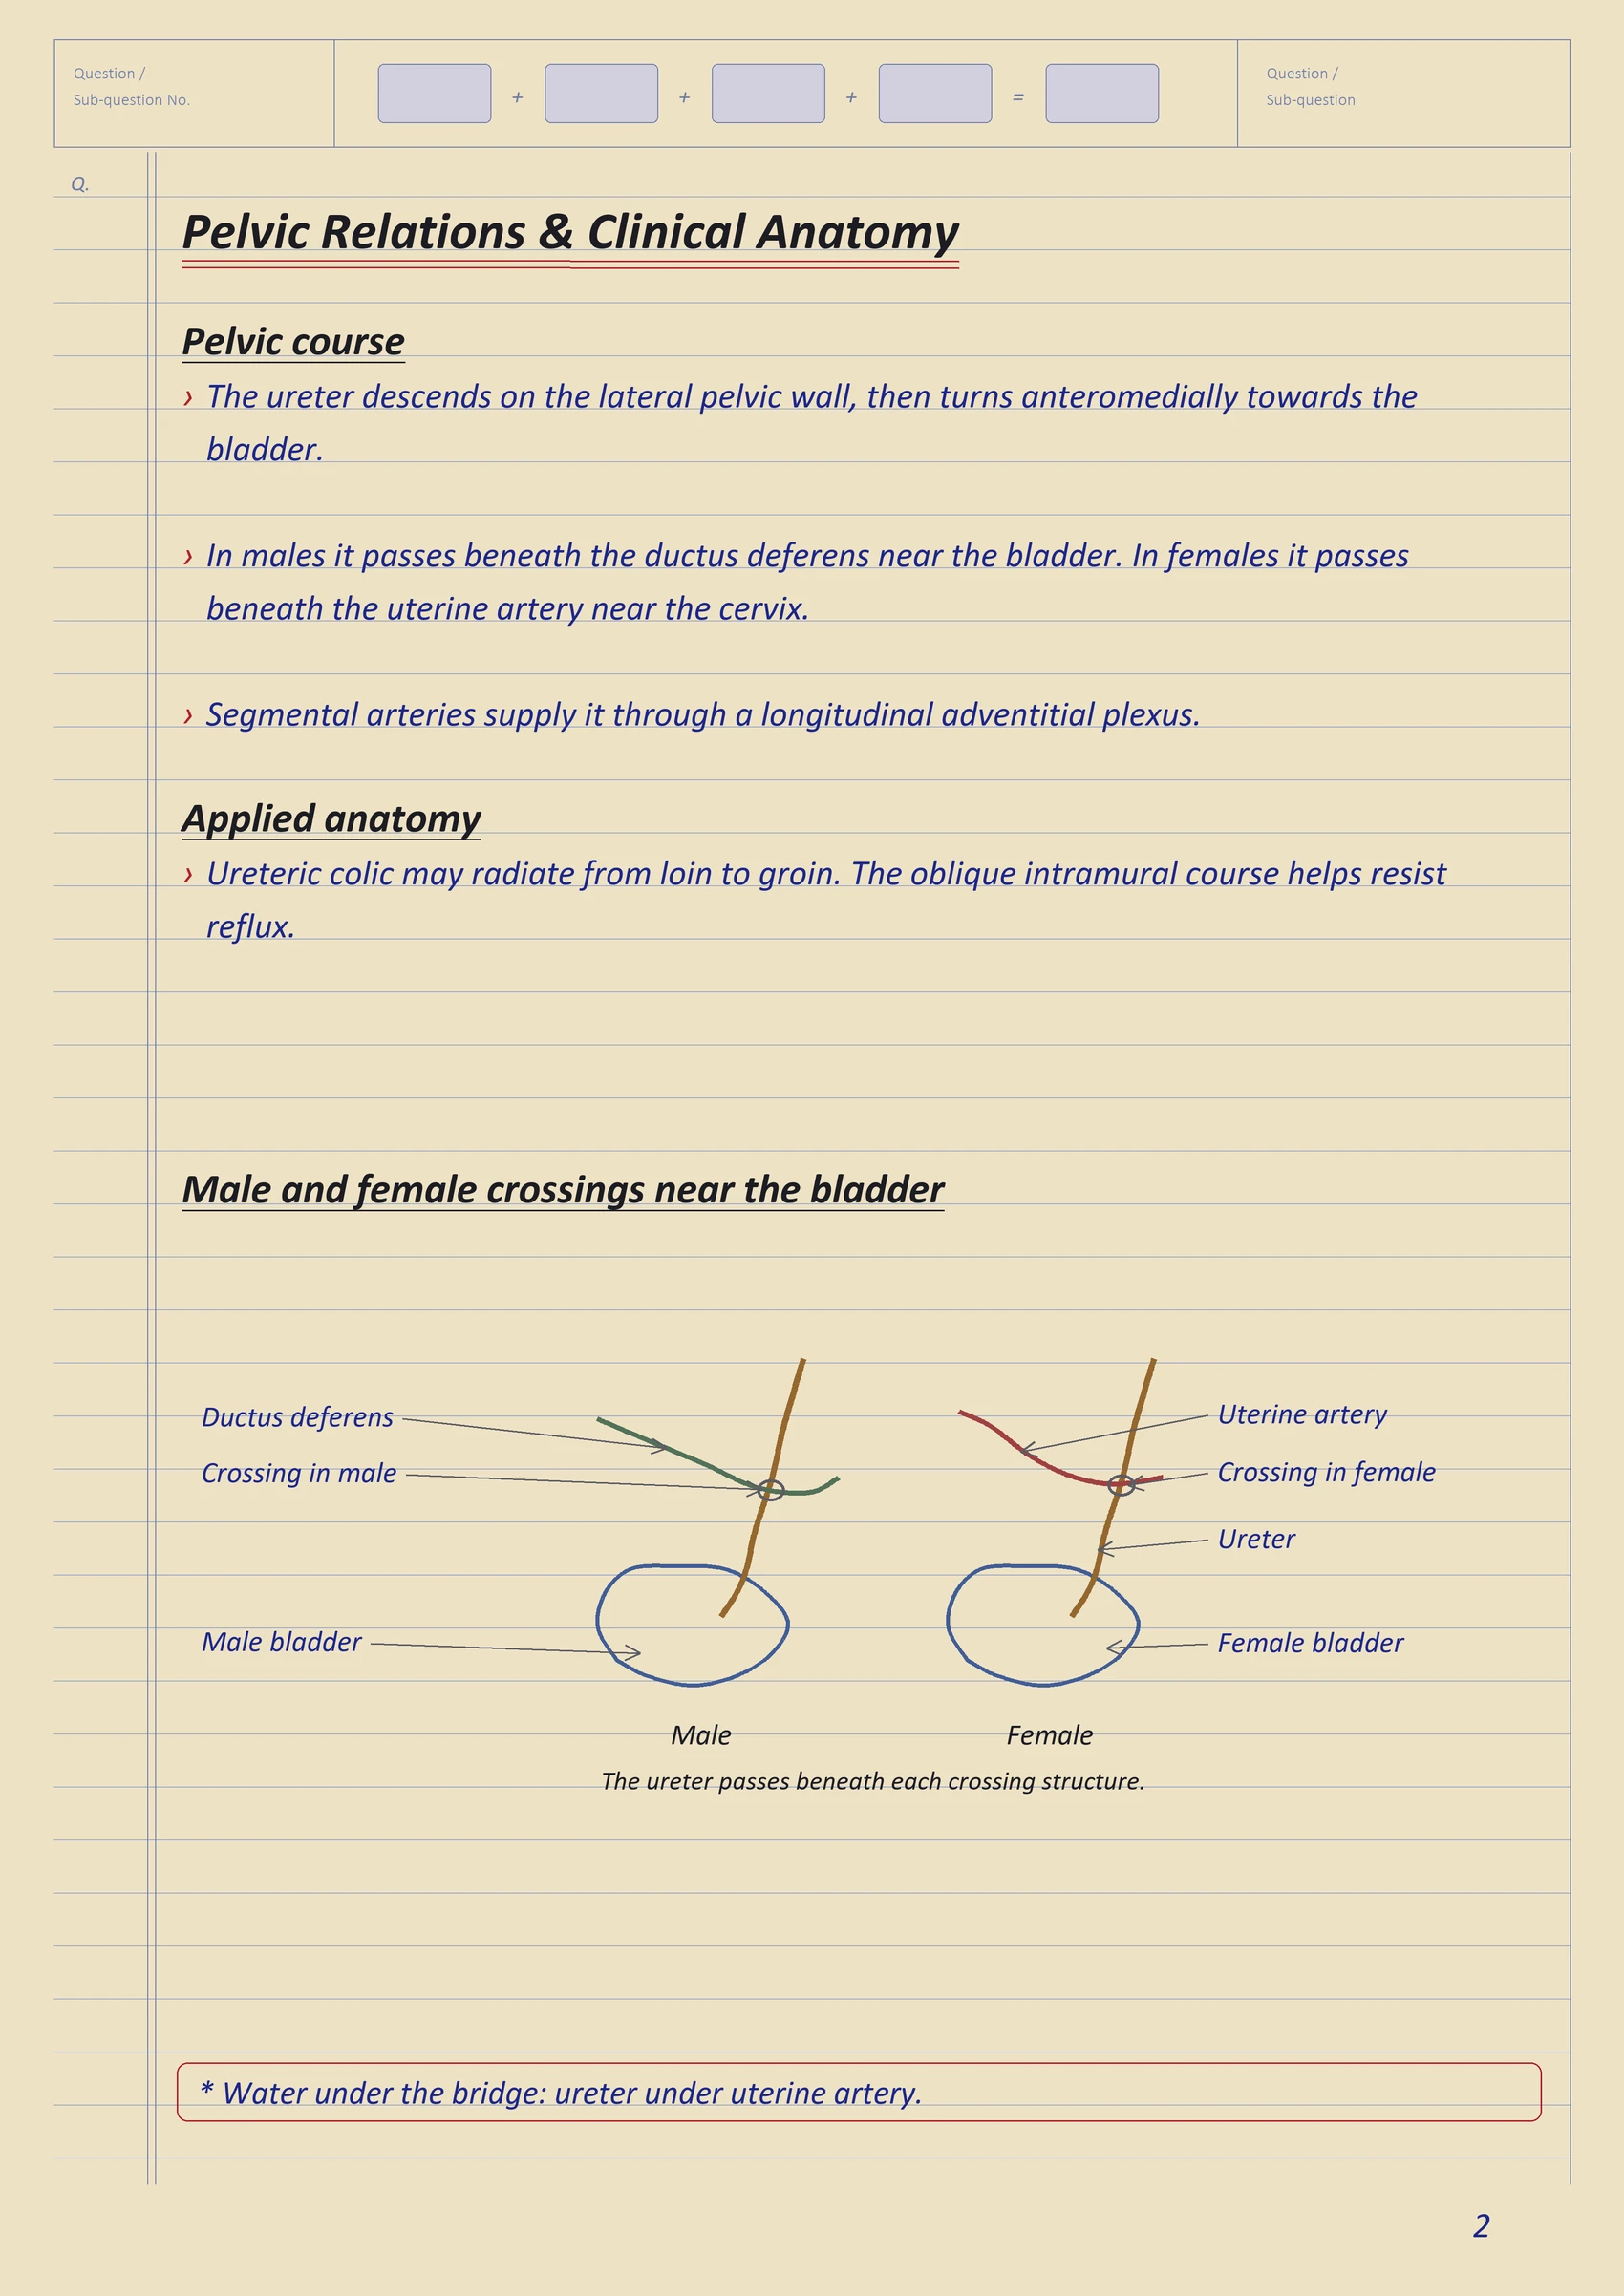 Question /
Sub-question No.
+ + + =
Question /
Sub-question
Q.
Pelvic Relations & Clinical Anatomy
Pelvic course
› The ureter descends on the lateral pelvic wall, then turns anteromedially towards the
bladder.
› In males it passes beneath the ductus deferens near the bladder. In females it passes
beneath the uterine artery near the cervix.
› Segmental arteries supply it through a longitudinal adventitial plexus.
Applied anatomy
› Ureteric colic may radiate from loin to groin. The oblique intramural course helps resist
reflux.
Male and female crossings near the bladder
Ductus deferens
Uterine artery
Crossing in male
Crossing in female
Ureter
Male bladder
Female bladder
Male
Female
The ureter passes beneath each crossing structure.
* Water under the bridge: ureter under uterine artery.
2